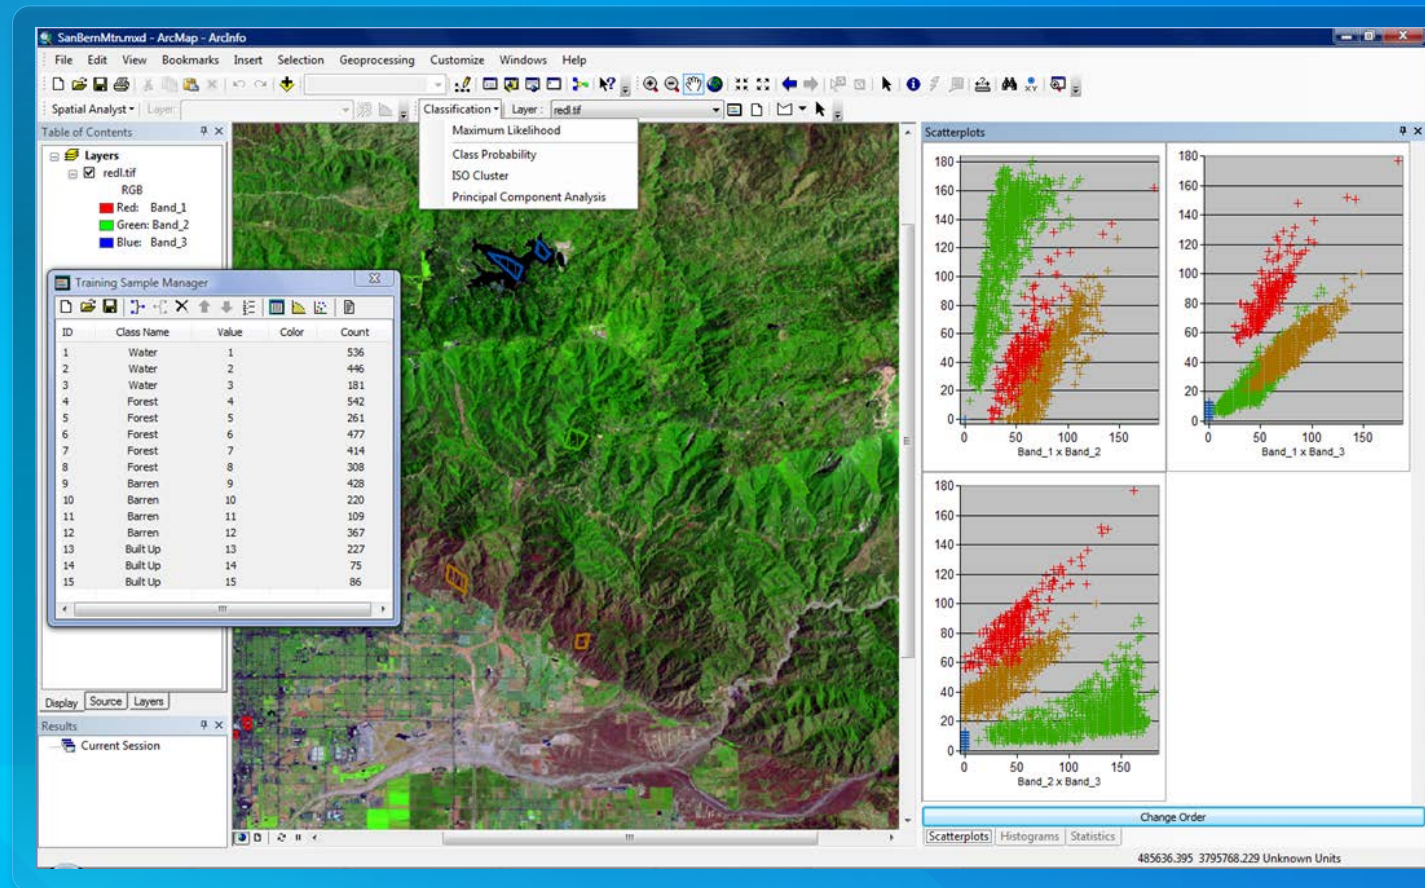 SanBernMtn.mxd - ArcMap - ArcInfo
File Edit View Bookmarks Insert Selection Geoprocessing Customize Windows Help
Spatial Analyst Layer: Classification Layer: redl.tif
Maximum Likelihood
Class Probability
ISO Cluster
Principal Component Analysis
Table of Contents
Layers
redl.tif
RGB
Red: Band_1
Green: Band_2
Blue: Band_3
Training Sample Manager
ID Class Name Value Color Count
1 Water 1 536
2 Water 2 446
3 Water 3 181
4 Forest 4 542
5 Forest 5 261
6 Forest 6 477
7 Forest 7 414
8 Forest 8 308
9 Barren 9 428
10 Barren 10 220
11 Barren 11 109
12 Barren 12 367
13 Built Up 13 227
14 Built Up 14 75
15 Built Up 15 86
Display Source Layers
Results
Current Session
Scatterplots
180
160
140
120
100
80
60
40
20
0
0 50 100 150
Band_1 x Band_2
180
160
140
120
100
80
60
40
20
0
0 50 100 150
Band_1 x Band_3
180
160
140
120
100
80
60
40
20
0
0 50 100 150
Band_2 x Band_3
Change Order
Scatterplots Histograms Statistics
485636.395 3795768.229 Unknown Units